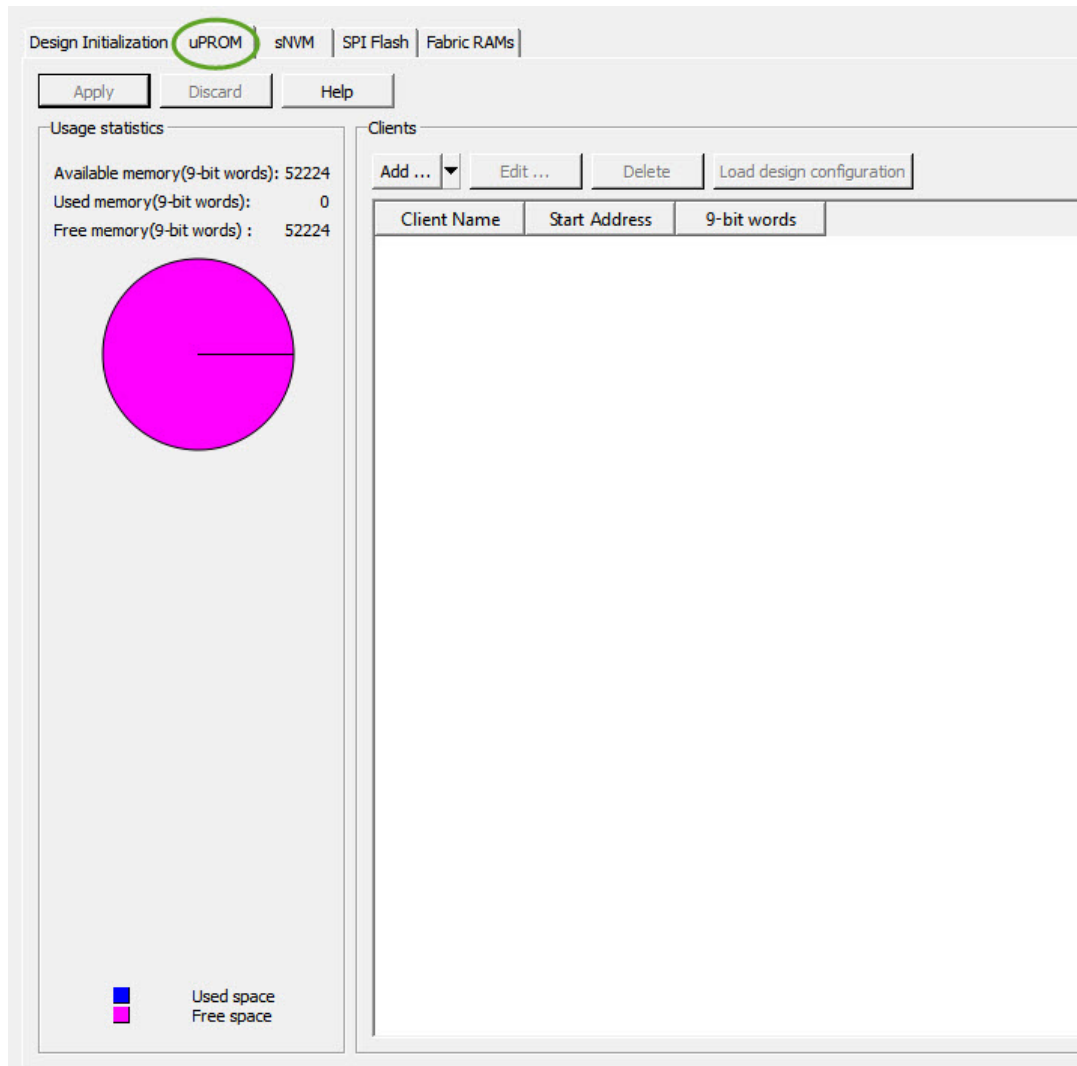 Design Initialization uPROM sNVM SPI Flash Fabric RAMs
Apply Discard Help
Usage statistics
Available memory(9-bit words): 52224
Used memory(9-bit words): 0
Free memory(9-bit words) : 52224
Used space
Free space
Clients
Add ... Edit ... Delete Load design configuration
Client Name Start Address 9-bit words